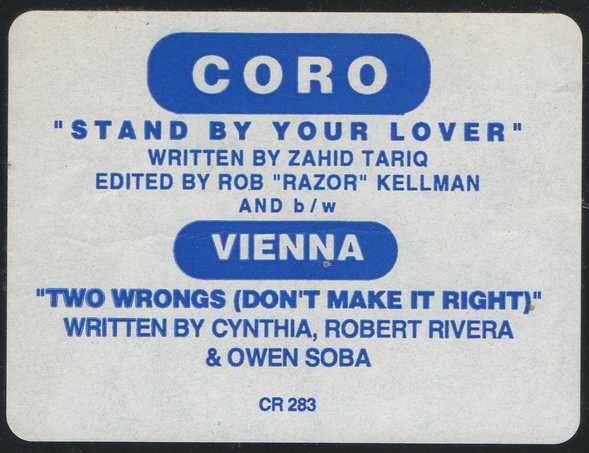 CORO
"STAND BY YOUR LOVER"
WRITTEN BY ZAHID TARIQ
EDITED BY ROB "RAZOR" KELLMAN
AND b/w
VIENNA
"TWO WRONGS (DON'T MAKE IT RIGHT)"
WRITTEN BY CYNTHIA, ROBERT RIVERA
& OWEN SOBA
CR 283